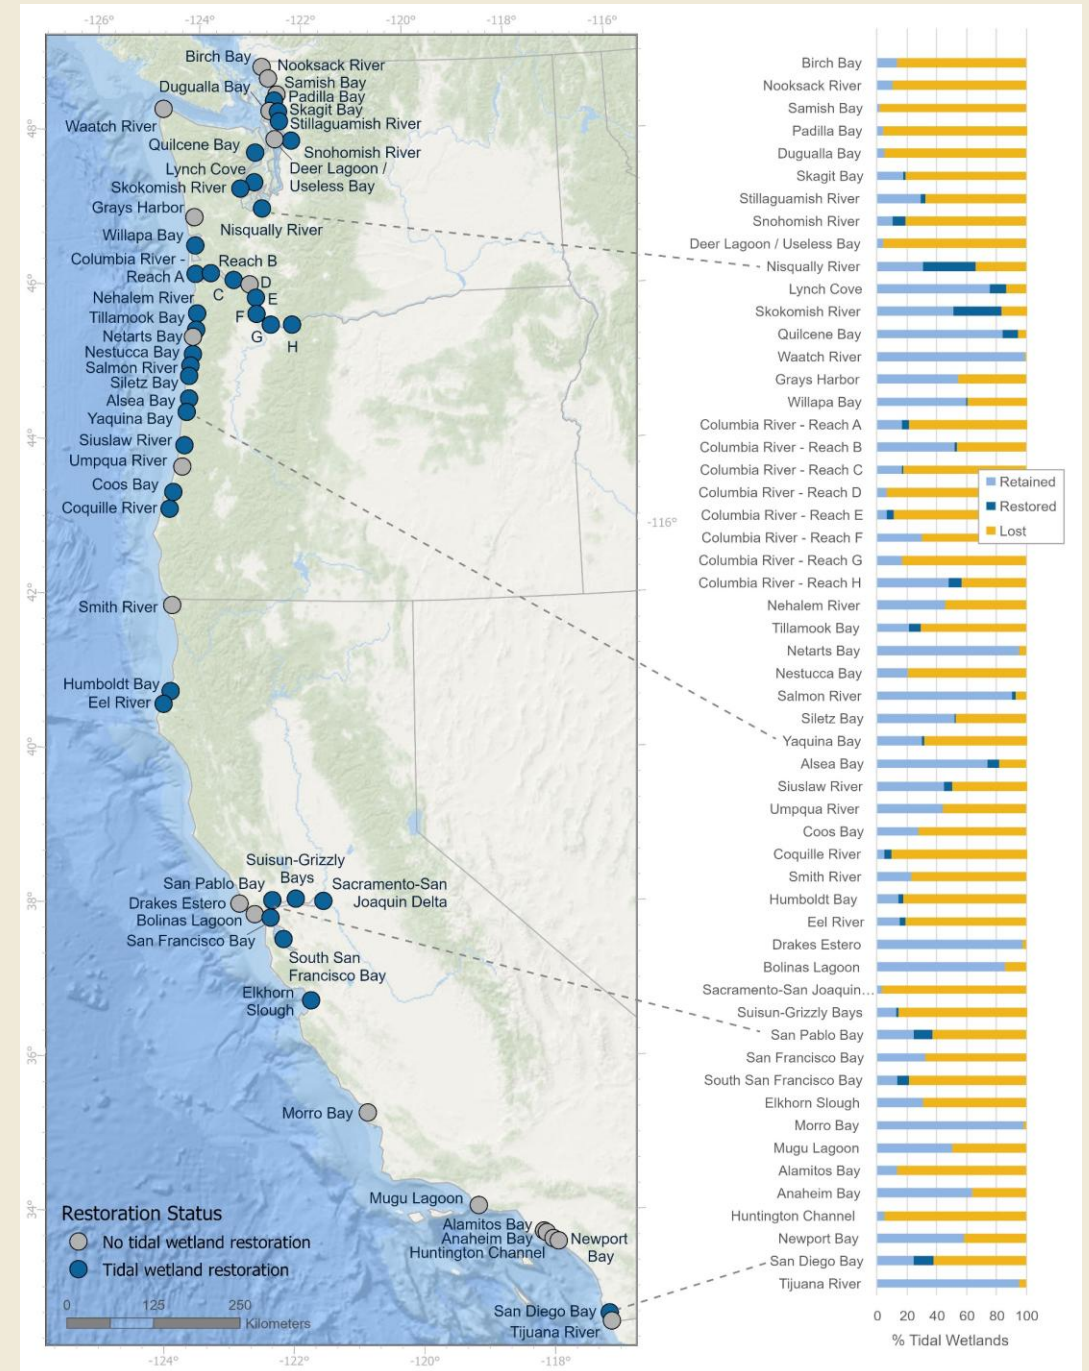 -126°
-124°
-122°
-120°
-118°
-116°
Birch Bay
Nooksack River
Dugualla Bay
Samish Bay
Padilla Bay
Skagit Bay
Waatch River
Stillaguamish River
Quilcene Bay
Snohomish River
Lynch Cove
Deer Lagoon /
Useless Bay
Skokomish River
Grays Harbor
Nisqually River
Willapa Bay
Columbia River -
Reach A
Reach B
C
D
E
F
G
H
Nehalem River
Tillamook Bay
Netarts Bay
Nestucca Bay
Salmon River
Siletz Bay
Alsea Bay
Yaquina Bay
Siuslaw River
Umpqua River
Coos Bay
Coquille River
Smith River
Humboldt Bay
Eel River
Suisun-Grizzly
Bays
San Pablo Bay
Sacramento-San
Joaquin Delta
Drakes Estero
Bolinas Lagoon
San Francisco Bay
South San
Francisco Bay
Elkhorn
Slough
Morro Bay
Mugu Lagoon
Alamitos Bay
Anaheim Bay
Huntington Channel
Newport
Bay
San Diego Bay
Tijuana River
48°
46°
44°
42°
40°
38°
36°
34°
-116°
Restoration Status
No tidal wetland restoration
Tidal wetland restoration
0 125 250
Kilometers
-124°
-122°
-120°
-118°
Birch Bay
Nooksack River
Samish Bay
Padilla Bay
Dugualla Bay
Skagit Bay
Stillaguamish River
Snohomish River
Deer Lagoon / Useless Bay
Nisqually River
Lynch Cove
Skokomish River
Quilcene Bay
Waatch River
Grays Harbor
Willapa Bay
Columbia River - Reach A
Columbia River - Reach B
Columbia River - Reach C
Columbia River - Reach D
Columbia River - Reach E
Columbia River - Reach F
Columbia River - Reach G
Columbia River - Reach H
Nehalem River
Tillamook Bay
Netarts Bay
Nestucca Bay
Salmon River
Siletz Bay
Yaquina Bay
Alsea Bay
Siuslaw River
Umpqua River
Coos Bay
Coquille River
Smith River
Humboldt Bay
Eel River
Drakes Estero
Bolinas Lagoon
Sacramento-San Joaquin...
Suisun-Grizzly Bays
San Pablo Bay
San Francisco Bay
South San Francisco Bay
Elkhorn Slough
Morro Bay
Mugu Lagoon
Alamitos Bay
Anaheim Bay
Huntington Channel
Newport Bay
San Diego Bay
Tijuana River
Retained
Restored
Lost
0 20 40 60 80 100
% Tidal Wetlands